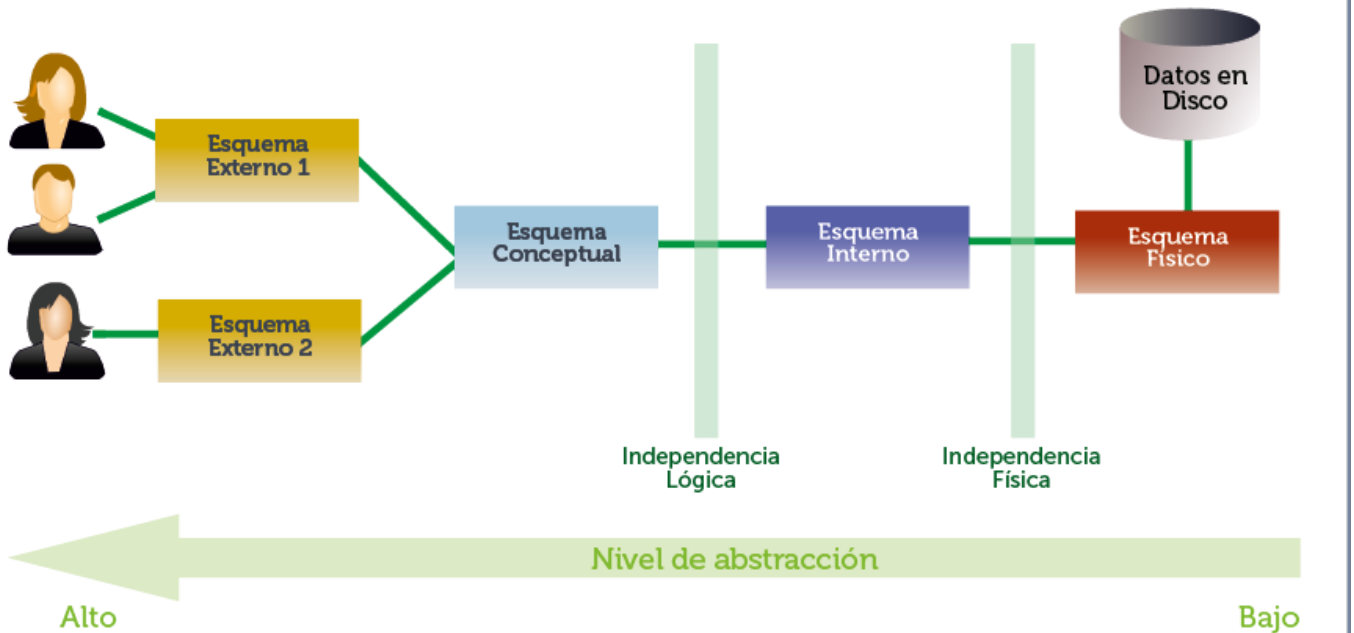 Datos en
Disco
Esquema
Externo 1
Esquema
Conceptual
Esquema
Interno
Esquema
Físico
Esquema
Externo 2
Independencia
Lógica
Independencia
Física
Nivel de abstracción
Alto
Bajo